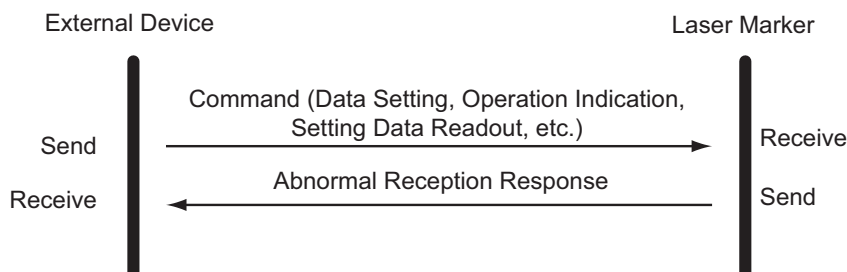 External Device
Laser Marker
Command (Data Setting, Operation Indication,
Setting Data Readout, etc.)
Send
Receive
Abnormal Reception Response
Receive
Send